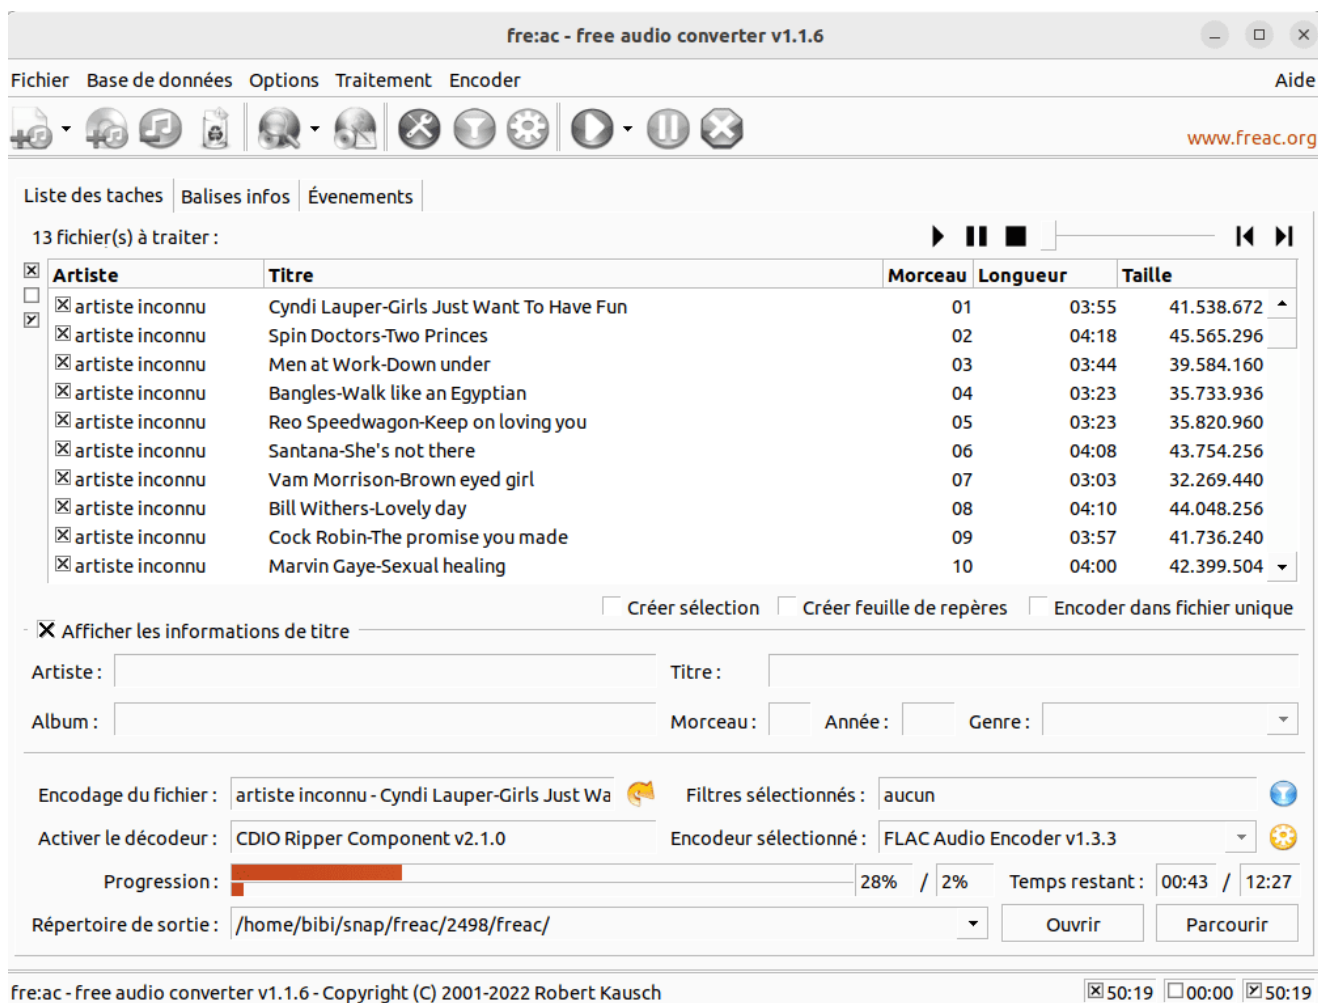 fre:ac - free audio converter v1.1.6
Fichier Base de données Options Traitement Encoder Aide
www.freac.org
Liste des taches Balises infos Évenements
13 fichier(s) à traiter :
Artiste Titre Morceau Longueur Taille
artiste inconnu Cyndi Lauper-Girls Just Want To Have Fun 01 03:55 41.538.672
artiste inconnu Spin Doctors-Two Princes 02 04:18 45.565.296
artiste inconnu Men at Work-Down under 03 03:44 39.584.160
artiste inconnu Bangles-Walk like an Egyptian 04 03:23 35.733.936
artiste inconnu Reo Speedwagon-Keep on loving you 05 03:23 35.820.960
artiste inconnu Santana-She's not there 06 04:08 43.754.256
artiste inconnu Vam Morrison-Brown eyed girl 07 03:03 32.269.440
artiste inconnu Bill Withers-Lovely day 08 04:10 44.048.256
artiste inconnu Cock Robin-The promise you made 09 03:57 41.736.240
artiste inconnu Marvin Gaye-Sexual healing 10 04:00 42.399.504
Créer sélection Créer feuille de repères Encoder dans fichier unique
Afficher les informations de titre
Artiste : Titre :
Album : Morceau : Année : Genre :
Encodage du fichier : artiste inconnu - Cyndi Lauper-Girls Just Wa Filtres sélectionnés : aucun
Activer le décodeur : CDIO Ripper Component v2.1.0 Encodeur sélectionné : FLAC Audio Encoder v1.3.3
Progression : 28% / 2% Temps restant : 00:43 / 12:27
Répertoire de sortie : /home/bibi/snap/freac/2498/freac/ Ouvrir Parcourir
fre:ac - free audio converter v1.1.6 - Copyright (C) 2001-2022 Robert Kausch 50:19 00:00 50:19